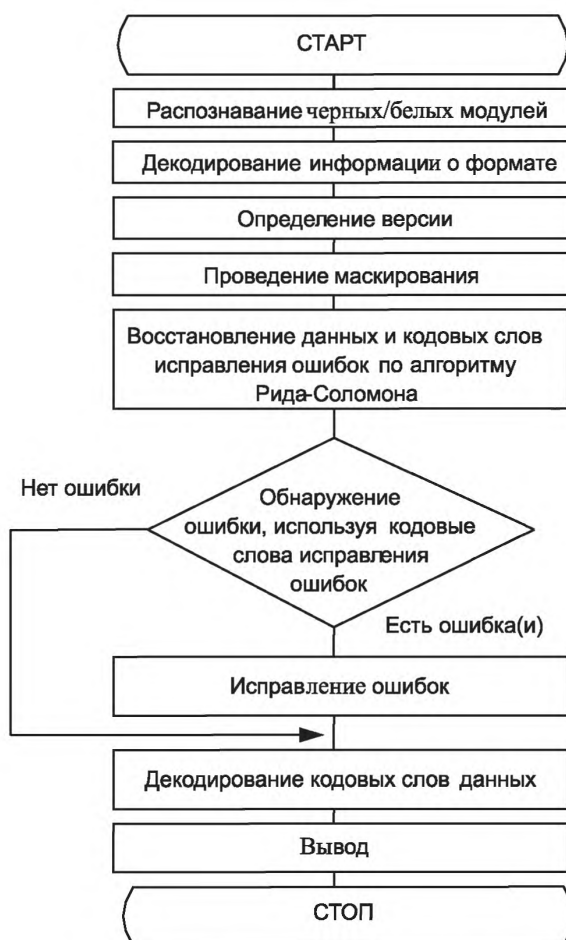 СТАРТ
Распознавание черных/белых модулей
Декодирование информации о формате
Определение версии
Проведение маскирования
Восстановление данных и кодовых слов
исправления ошибок по алгоритму
Рида-Соломона
Нет ошибки
Обнаружение
ошибки, используя кодовые
слова исправления
ошибок
Есть ошибка(и)
Исправление ошибок
Декодирование кодовых слов данных
Вывод
СТОП